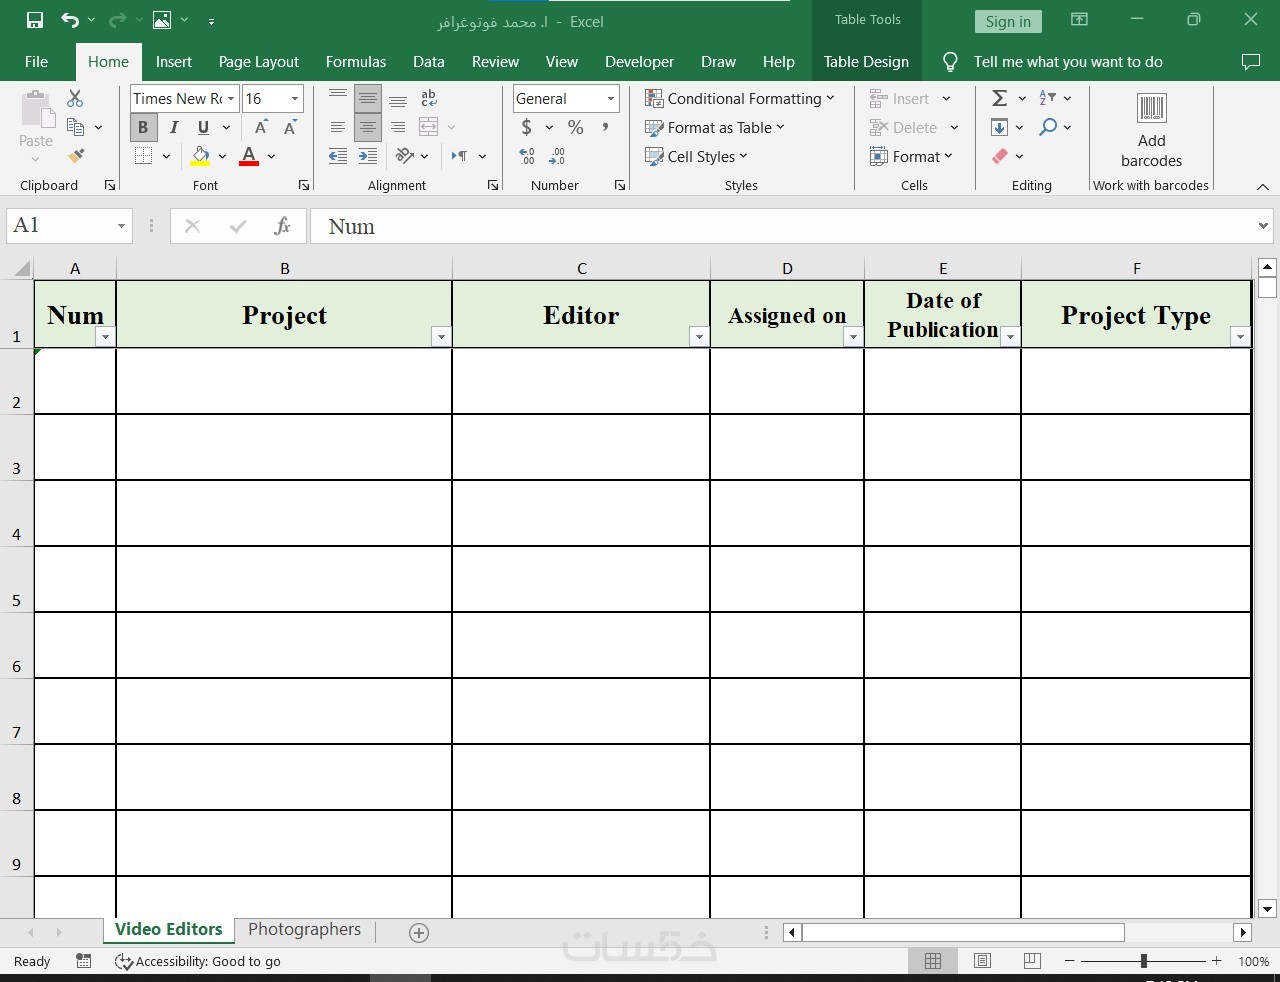 ا. محمد فوتوغرافر - Excel
Table Tools
Sign in
File Home Insert Page Layout Formulas Data Review View Developer Draw Help Table Design Tell me what you want to do
Times New Ro 16
General
Conditional Formatting
Insert
Paste
Format as Table
Delete
Add barcodes
Cell Styles
Format
Clipboard Font Alignment Number Styles Cells Editing Work with barcodes
A1 fx Num
A B C D E F
1 Num Project Editor Assigned on Date of Publication Project Type
2
3
4
5
6
7
8
9
Video Editors Photographers
خمسات
Ready Accessibility: Good to go 100%